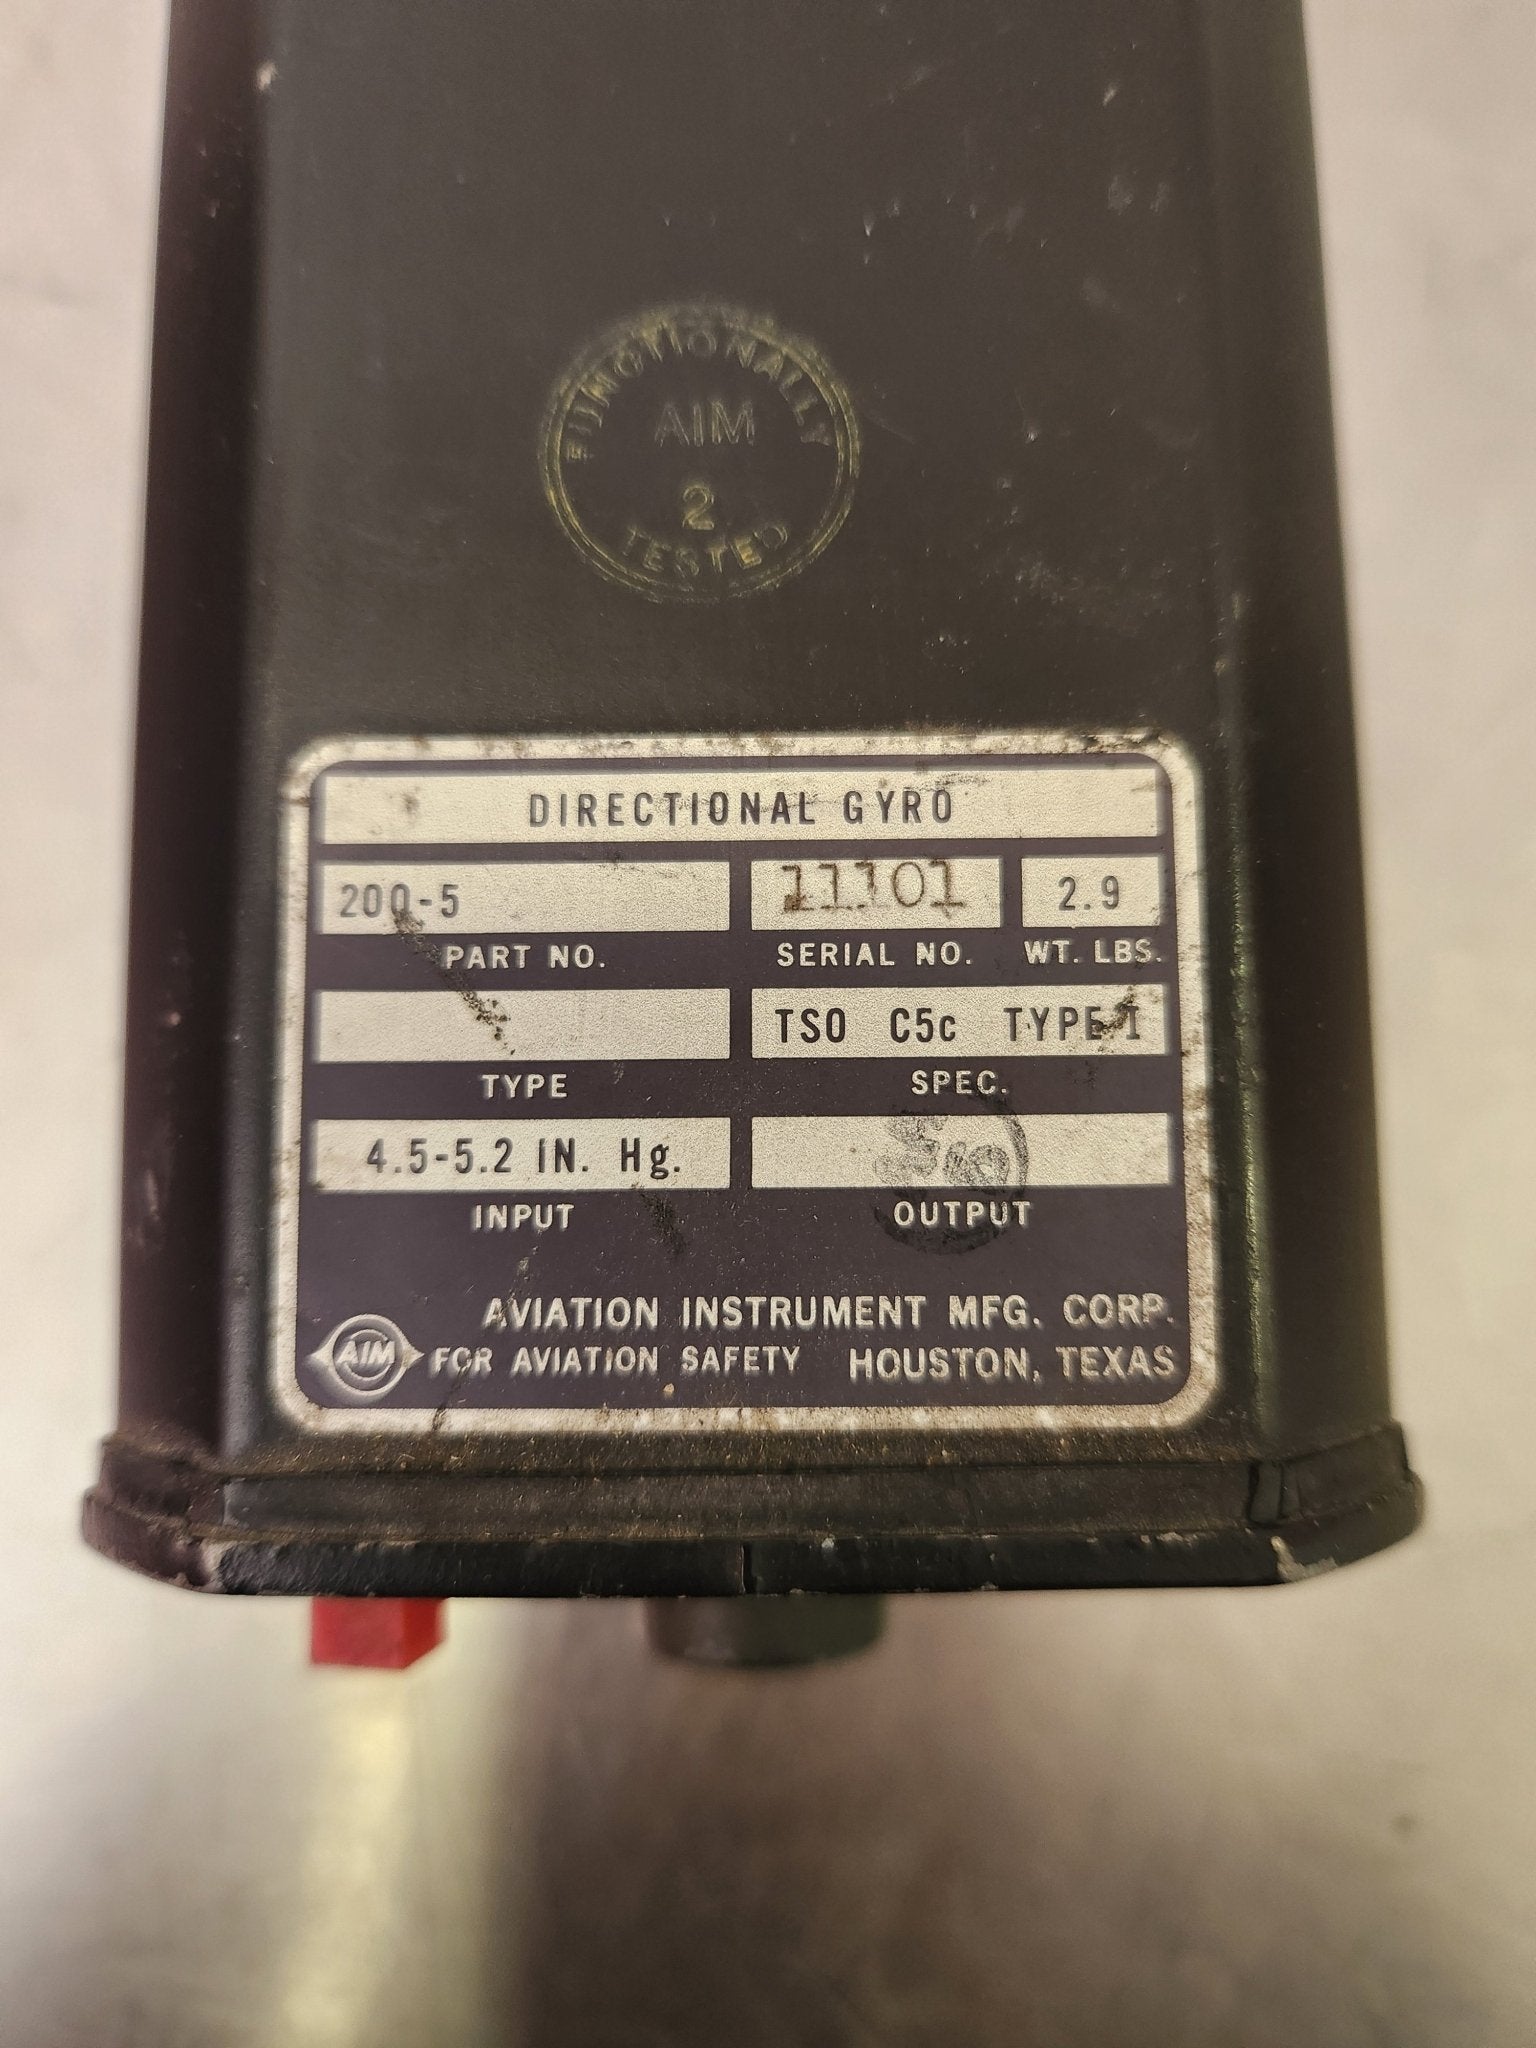 FUNCTIONALLY
AIM
2
TESTED
DIRECTIONAL GYRO
200-5 11101 2.9
PART NO. SERIAL NO. WT. LBS.
TSO C5c TYPE I
TYPE SPEC.
4.5-5.2 IN. Hg.
INPUT OUTPUT
AVIATION INSTRUMENT MFG. CORP.
AIM FOR AVIATION SAFETY HOUSTON, TEXAS